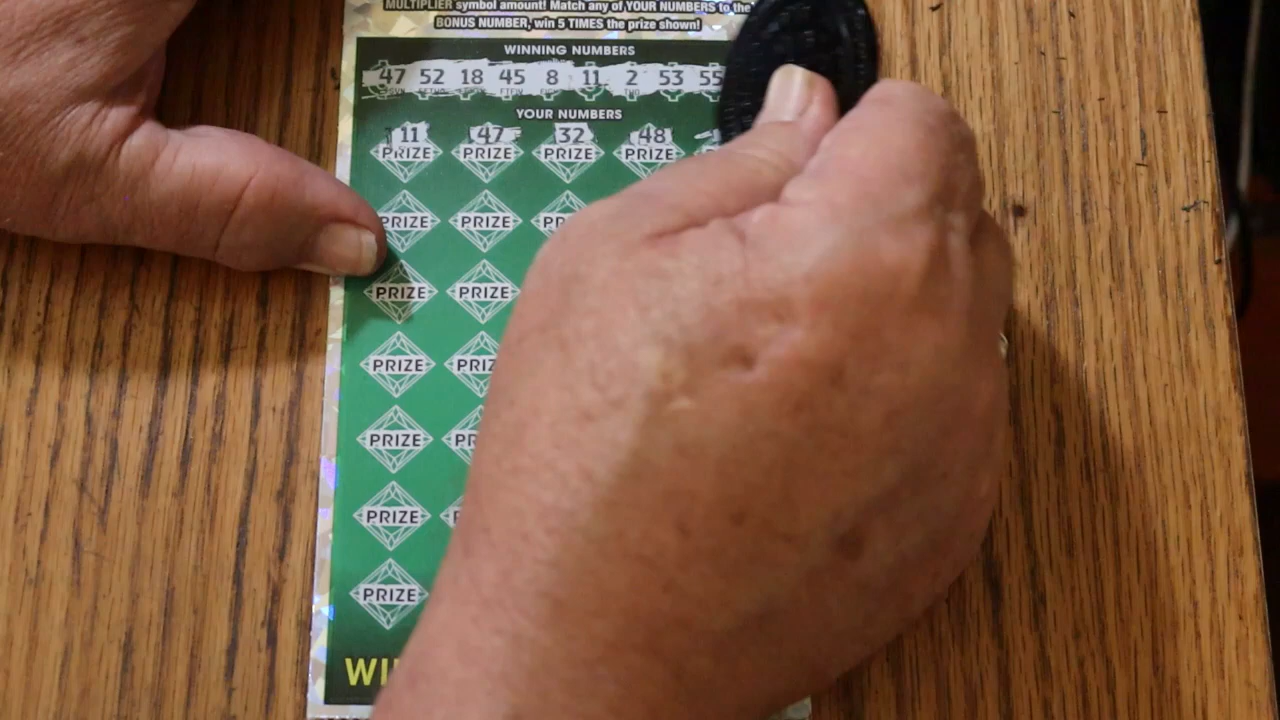 MULTIPLIER symbol amount! Match any of YOUR NUMBERS to the
BONUS NUMBER, win 5 TIMES the prize shown!
WINNING NUMBERS
47 52 18 45 8 11 2 53 55
YOUR NUMBERS
11 47 32 48
PRIZE PRIZE PRIZE PRIZE
PRIZE PRIZE
PRIZE PRIZE
PRIZE
PRIZE
PRIZE
PRIZE